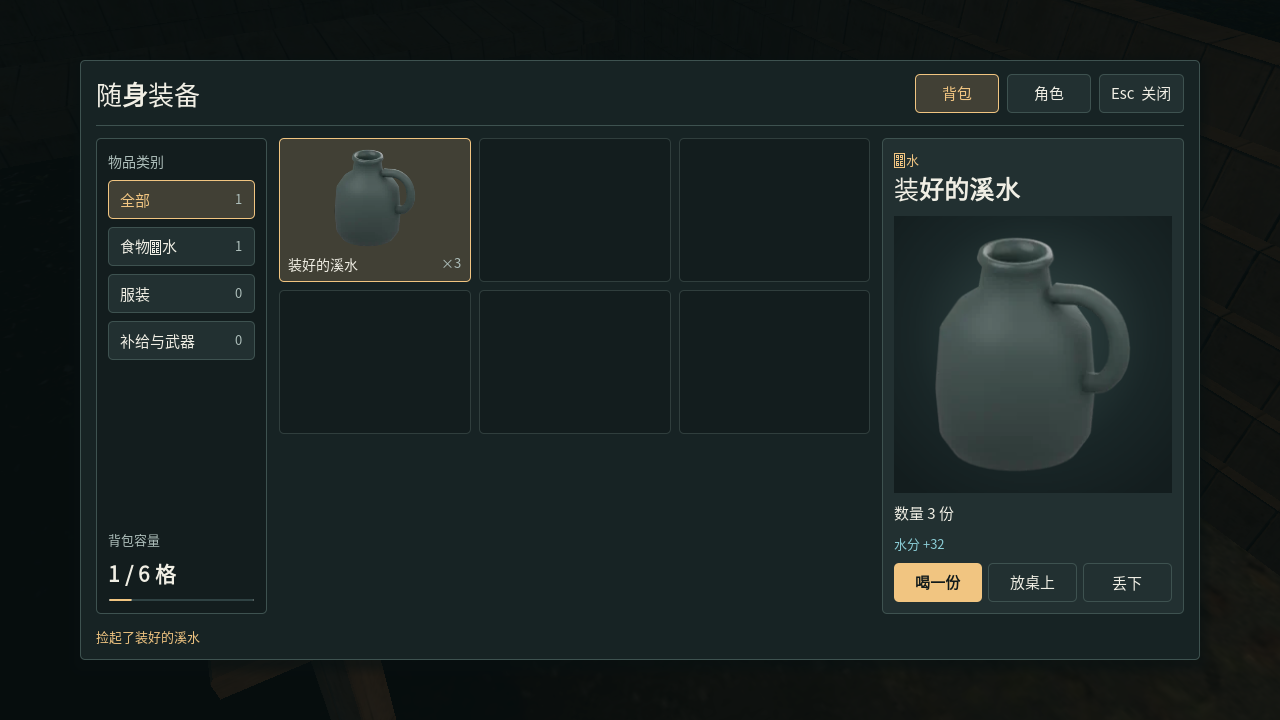 随身装备
背包
角色
Esc 关闭
物品类别
全部 1
食物水 1
服装 0
补给与武器 0
背包容量
1 / 6 格
捡起了装好的溪水
装好的溪水 ×3
水
装好的溪水
数量 3 份
水分 +32
喝一份
放桌上
丢下